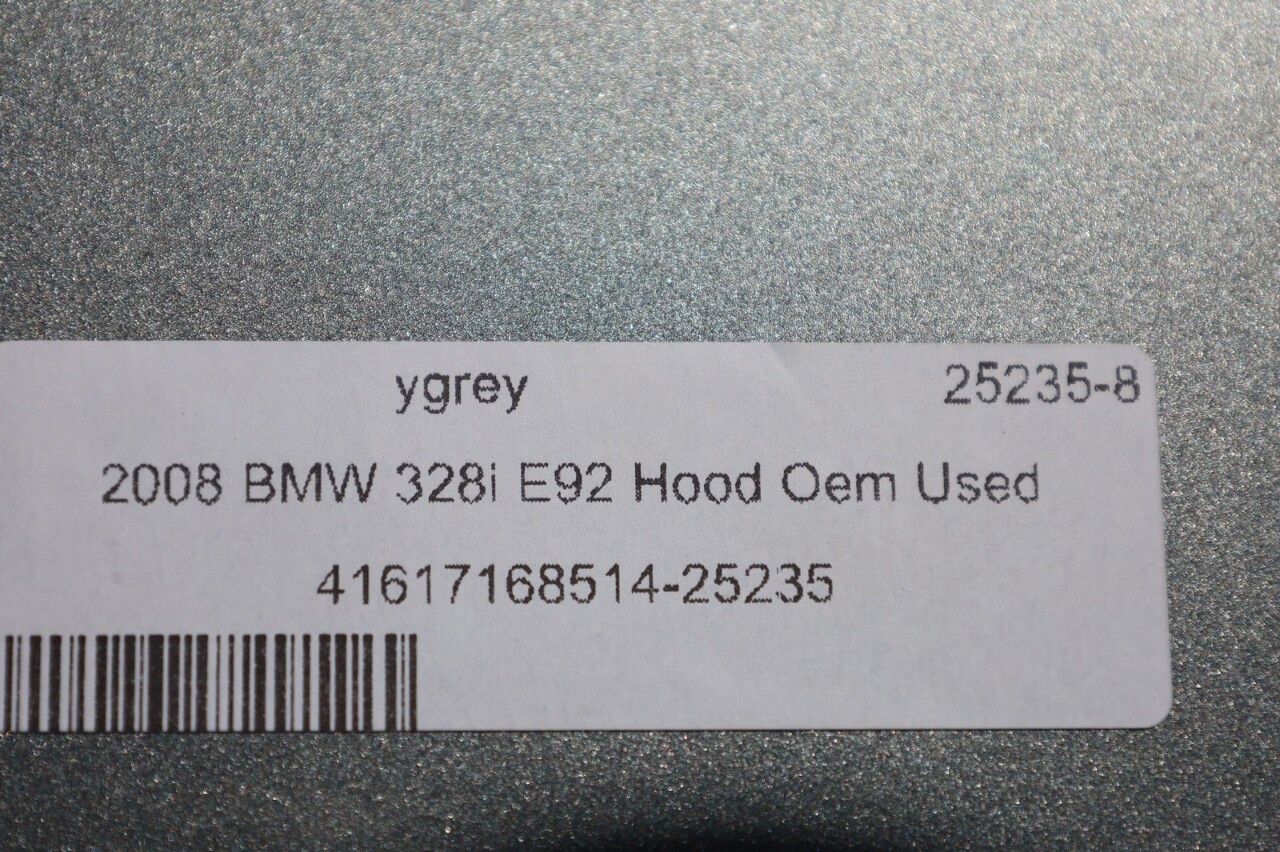 ygrey 25235-8
2008 BMW 328i E92 Hood Oem Used
41617168514-25235